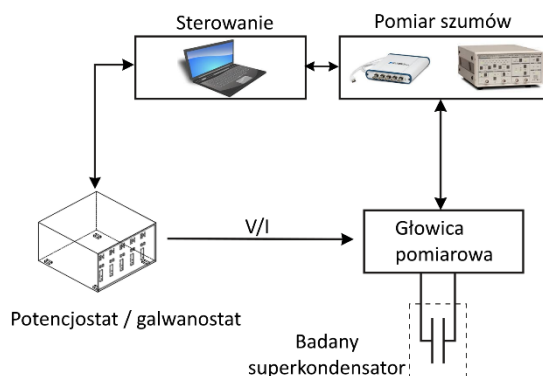 Sterowanie
Pomiar szumów
V/I
Głowica
pomiarowa
Potencjostat / galwanostat
Badany
superkondensator